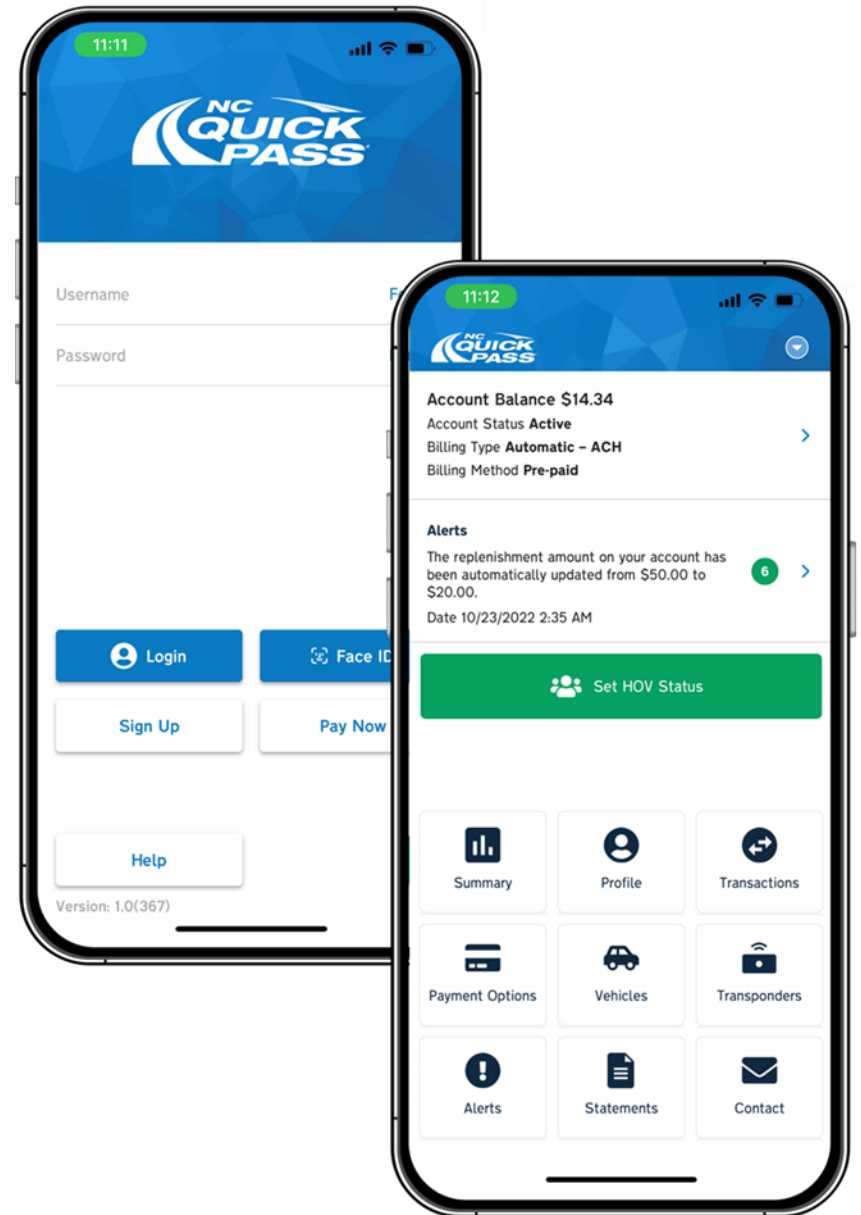 11:11
NC
QUICK
PASS
Username
Password
Login
Face ID
Sign Up
Pay Now
Help
Version: 1.0(367)
11:12
NC
QUICK
PASS
Account Balance $14.34
Account Status Active
Billing Type Automatic – ACH
Billing Method Pre-paid
Alerts
The replenishment amount on your account has
been automatically updated from $50.00 to
$20.00.
6
Date 10/23/2022 2:35 AM
Set HOV Status
Summary
Profile
Transactions
Payment Options
Vehicles
Transponders
Alerts
Statements
Contact